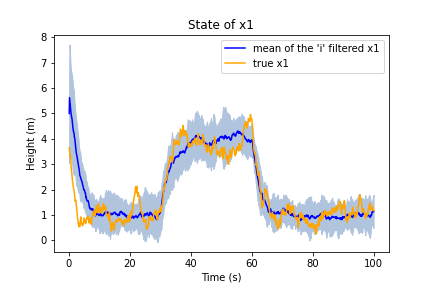 State of x1
mean of the 'i' filtered x1
true x1
Height (m)
8
7
6
5
4
3
2
1
0
0 20 40 60 80 100
Time (s)